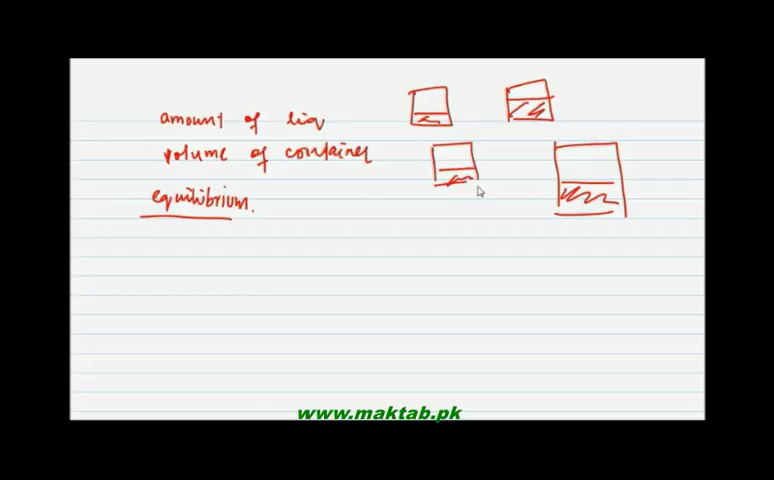 amount of liq
volume of container
equilibrium.
www.maktab.pk